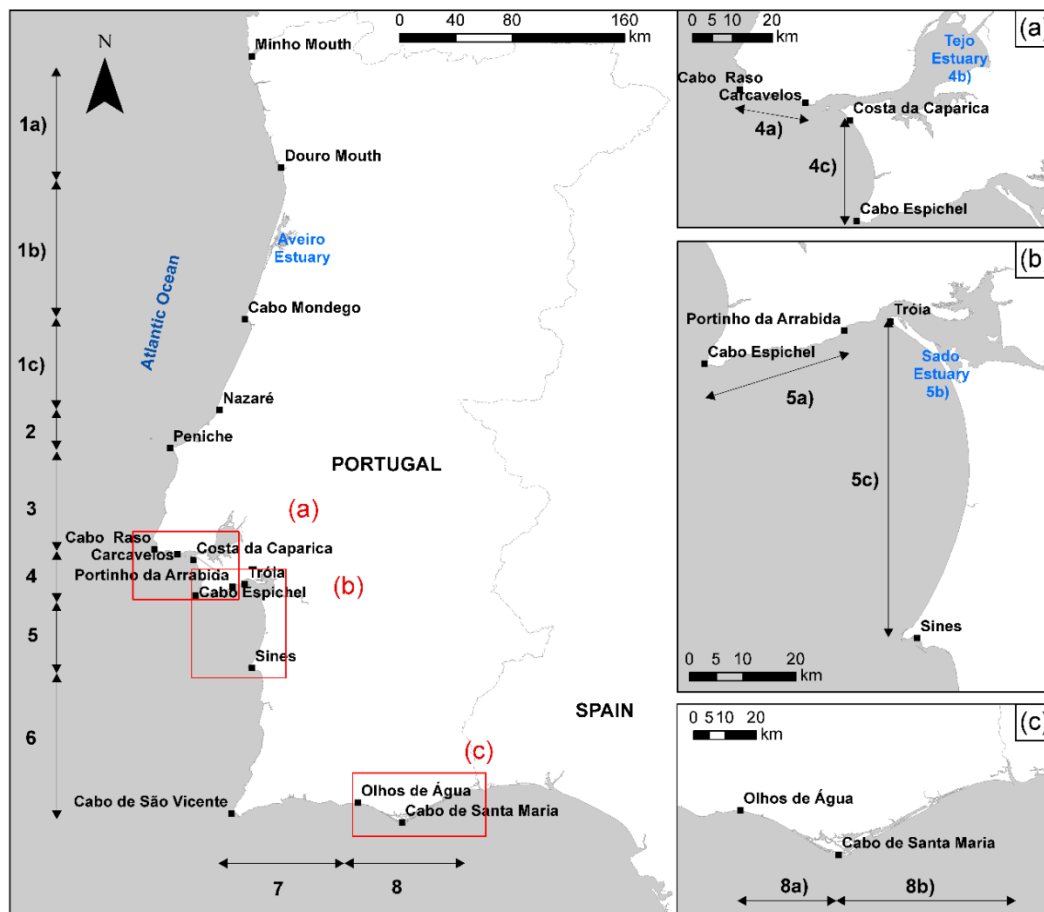 N
0 40 80 160
km
Minho Mouth
1a)
Douro Mouth
1b)
Aveiro
Estuary
Atlantic Ocean
Cabo Mondego
1c)
Nazaré
2
Peniche
PORTUGAL
3
(a)
Cabo Raso
Carcavelos
Costa da Caparica
4
Portinho da Arrabida
Tróia
(b)
Cabo Espichel
5
Sines
6
SPAIN
(c)
Olhos de Água
Cabo de São Vicente
Cabo de Santa Maria
7
8
0 5 10 20
km
(a)
Tejo
Estuary
4b)
Cabo Raso
Carcavelos
Costa da Caparica
4a)
4c)
Cabo Espichel
(b)
Tróia
Portinho da Arrabida
Cabo Espichel
Sado
Estuary
5b)
5a)
5c)
Sines
0 5 10 20
km
0 5 10 20
km
(c)
Olhos de Água
Cabo de Santa Maria
8a)
8b)